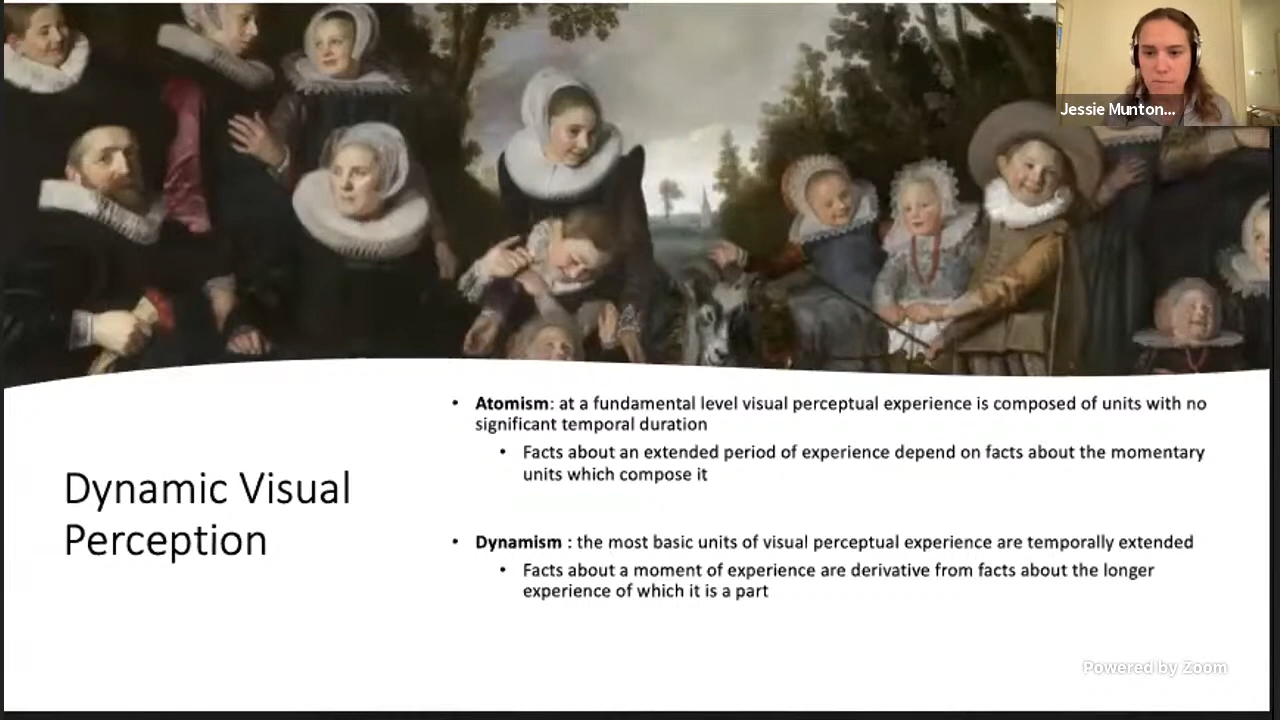 Jessie Munton...
Dynamic Visual
Perception
• Atomism: at a fundamental level visual perceptual experience is composed of units with no
significant temporal duration
• Facts about an extended period of experience depend on facts about the momentary
units which compose it
• Dynamism : the most basic units of visual perceptual experience are temporally extended
• Facts about a moment of experience are derivative from facts about the longer
experience of which it is a part
Powered by Zoom